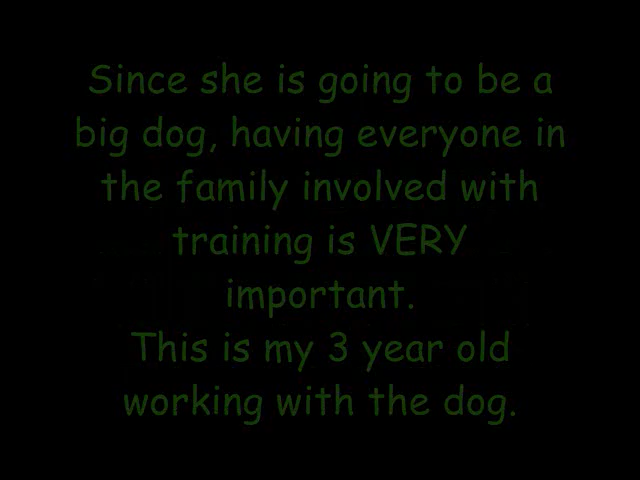 Since she is going to be a
big dog, having everyone in
the family involved with
training is VERY
important.
This is my 3 year old
working with the dog.